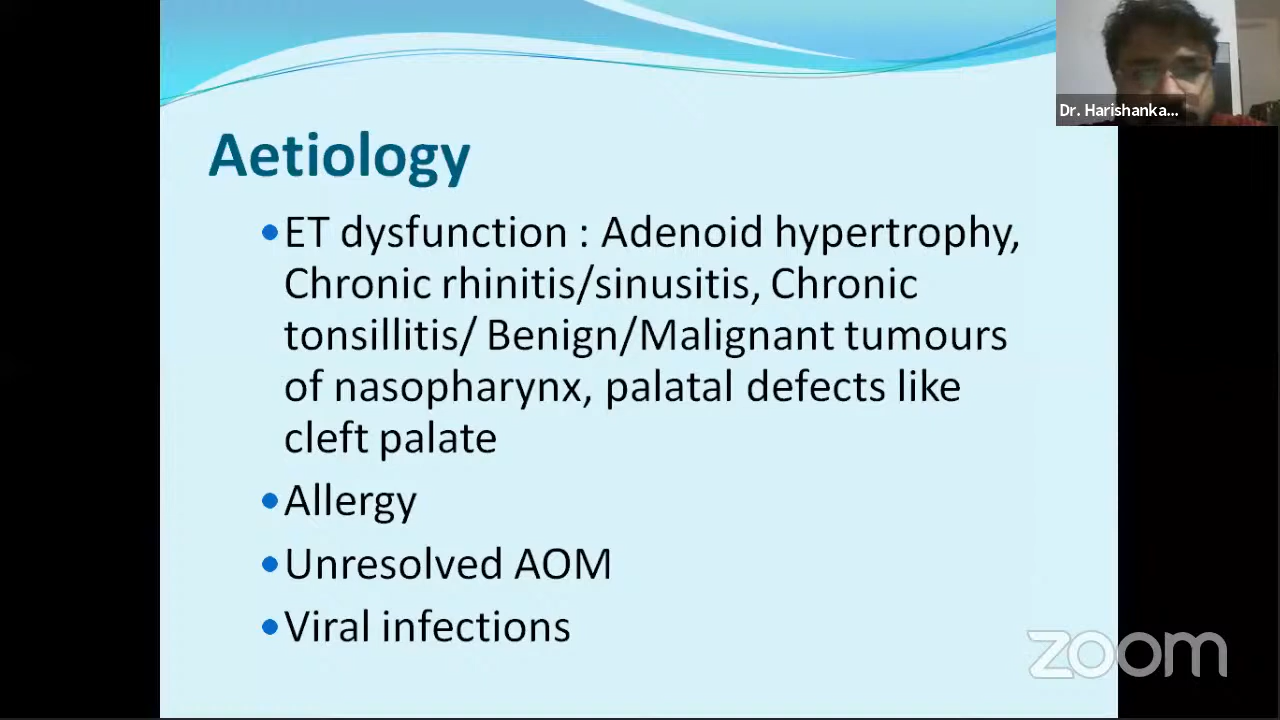 Dr. Harishanka...
Aetiology
•ET dysfunction : Adenoid hypertrophy,
Chronic rhinitis/sinusitis, Chronic
tonsillitis/ Benign/Malignant tumours
of nasopharynx, palatal defects like
cleft palate
•Allergy
•Unresolved AOM
•Viral infections
zoom